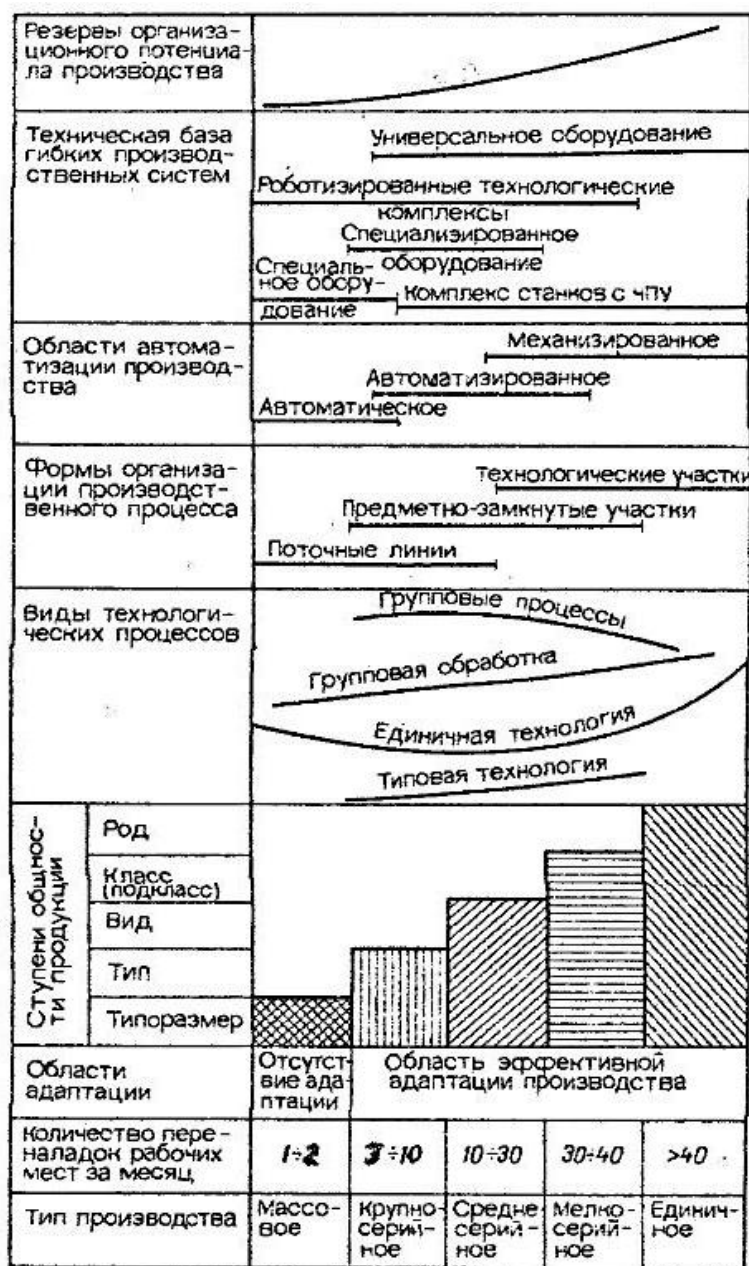 Резервы организа-
ционного потенциа-
ла производства
Техническая база
гибких производ-
ственных систем
Универсальное оборудование
Роботизированные технологические
комплексы
Специализированное
оборудование
Специаль-
ное обору-
дование
Комплекс станков с ЧПУ
Области автома-
тизации производ-
ства
Механизированное
Автоматизированное
Автоматическое
Формы организа-
ции производст-
венного процесса
Технологические участки
Предметно-замкнутые участки
Поточные линии
Виды технологи-
ческих процессов
Групповые процессы
Групповая обработка
Единичная технология
Типовая технология
Ступени общнос-
ти продукции
Род
Класс
(подкласс)
Вид
Тип
Типоразмер
Области
адаптации
Отсутст-
вие ада-
птации
Область эффективной
адаптации производства
Количество пере-
наладок рабочих
мест за месяц
1÷2
3÷10
10÷30
30÷40
>40
Тип производства
Массо-
вое
Крупно-
серий-
ное
Средне-
серий-
ное
Мелко-
серий-
ное
Единич-
ное